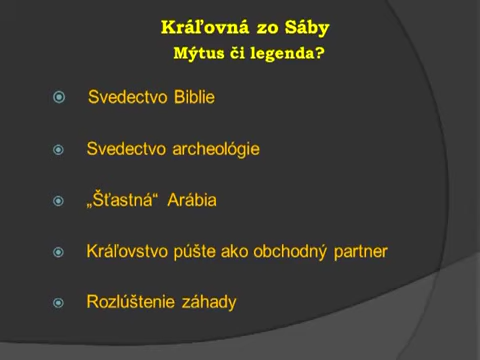 Kráľovná zo Sáby
Mýtus či legenda?
Svedectvo Biblie
Svedectvo archeológie
„Šťastná“ Arábia
Kráľovstvo púšte ako obchodný partner
Rozlúštenie záhady